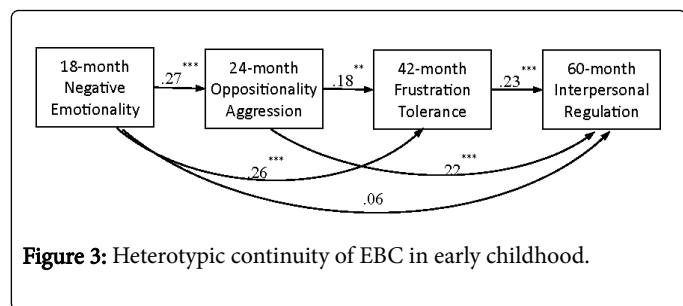 18-month
Negative
Emotionality
.27***
24-month
Oppositionality
Aggression
.18**
42-month
Frustration
Tolerance
.23***
60-month
Interpersonal
Regulation
.26***
.22***
.06
Figure 3: Heterotypic continuity of EBC in early childhood.